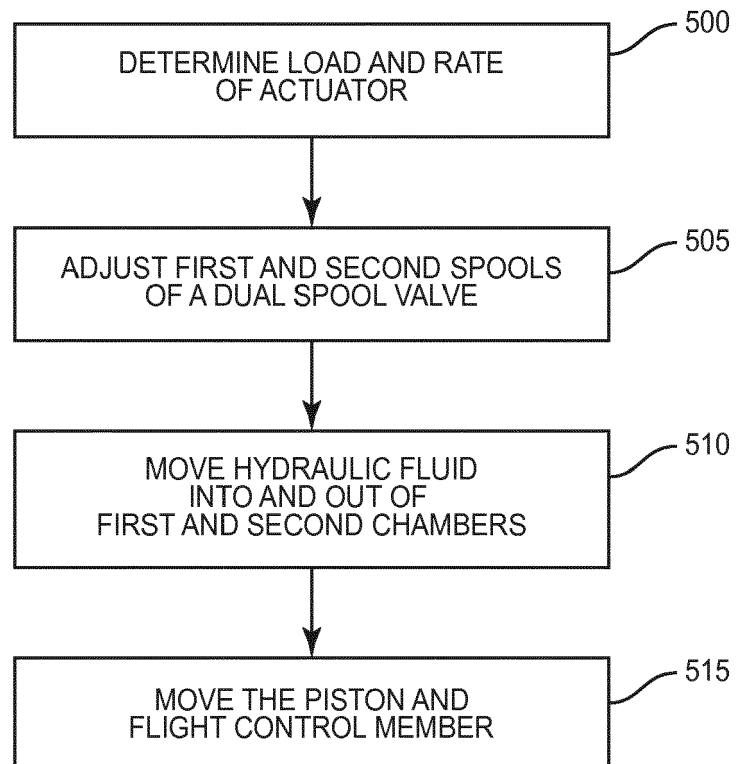 500
DETERMINE LOAD AND RATE
OF ACTUATOR
505
ADJUST FIRST AND SECOND SPOOLS
OF A DUAL SPOOL VALVE
510
MOVE HYDRAULIC FLUID
INTO AND OUT OF
FIRST AND SECOND CHAMBERS
515
MOVE THE PISTON AND
FLIGHT CONTROL MEMBER